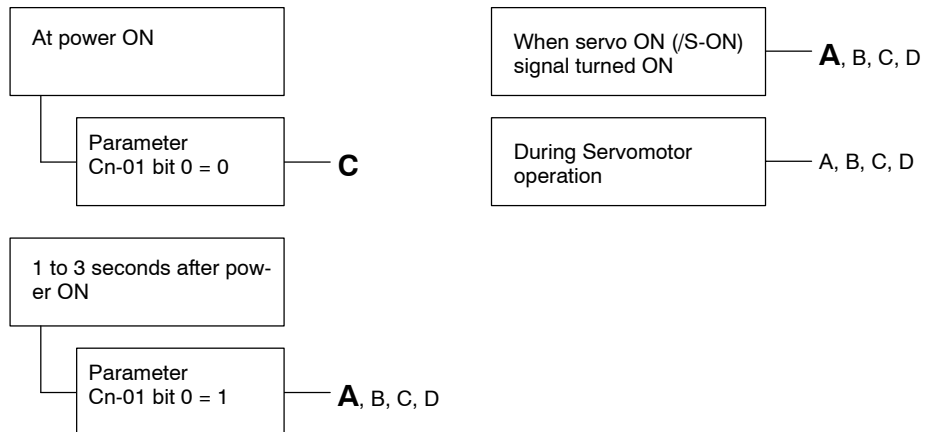 At power ON
Parameter
Cn-01 bit 0 = 0
C
1 to 3 seconds after pow-
er ON
Parameter
Cn-01 bit 0 = 1
A, B, C, D
When servo ON (/S-ON)
signal turned ON
A, B, C, D
During Servomotor
operation
A, B, C, D